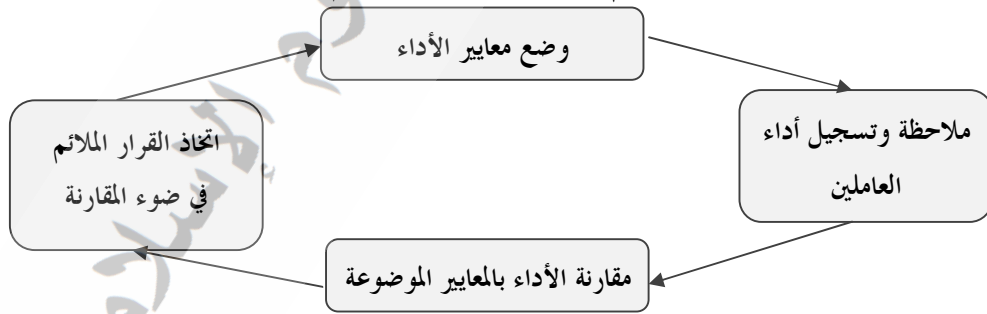 وضع معايير الأداء
ملاحظة وتسجيل أداء
العاملين
مقارنة الأداء بالمعايير الموضوعة
اتخاذ القرار الملائم
في ضوء المقارنة